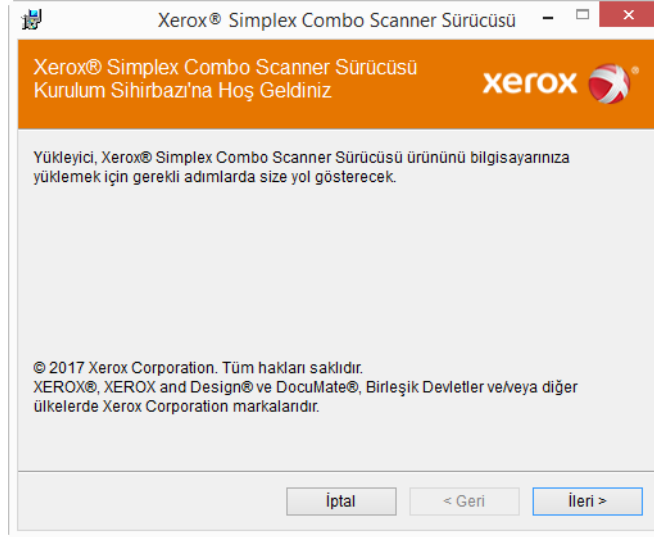 Xerox® Simplex Combo Scanner Sürücüsü
Xerox® Simplex Combo Scanner Sürücüsü
Kurulum Sihirbazı'na Hoş Geldiniz
xerox
Yükleyici, Xerox® Simplex Combo Scanner Sürücüsü ürününü bilgisayarınıza
yüklemek için gerekli adımlarda size yol gösterecek.
© 2017 Xerox Corporation. Tüm hakları saklıdır.
XEROX®, XEROX and Design® ve DocuMate®, Birleşik Devletler ve/veya diğer
ülkelerde Xerox Corporation markalarıdır.
İptal
< Geri
İleri >